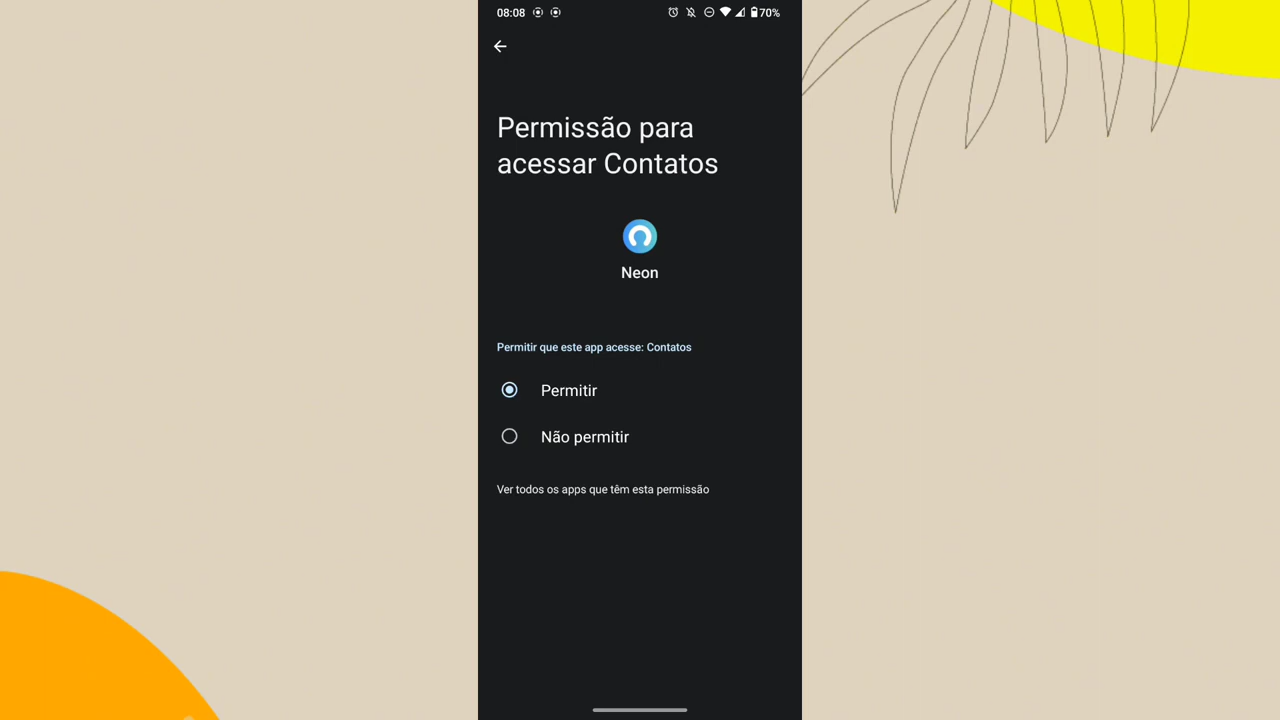 08:08
70%
Permissão para
acessar Contatos
Neon
Permitir que este app acesse: Contatos
Permitir
Não permitir
Ver todos os apps que têm esta permissão